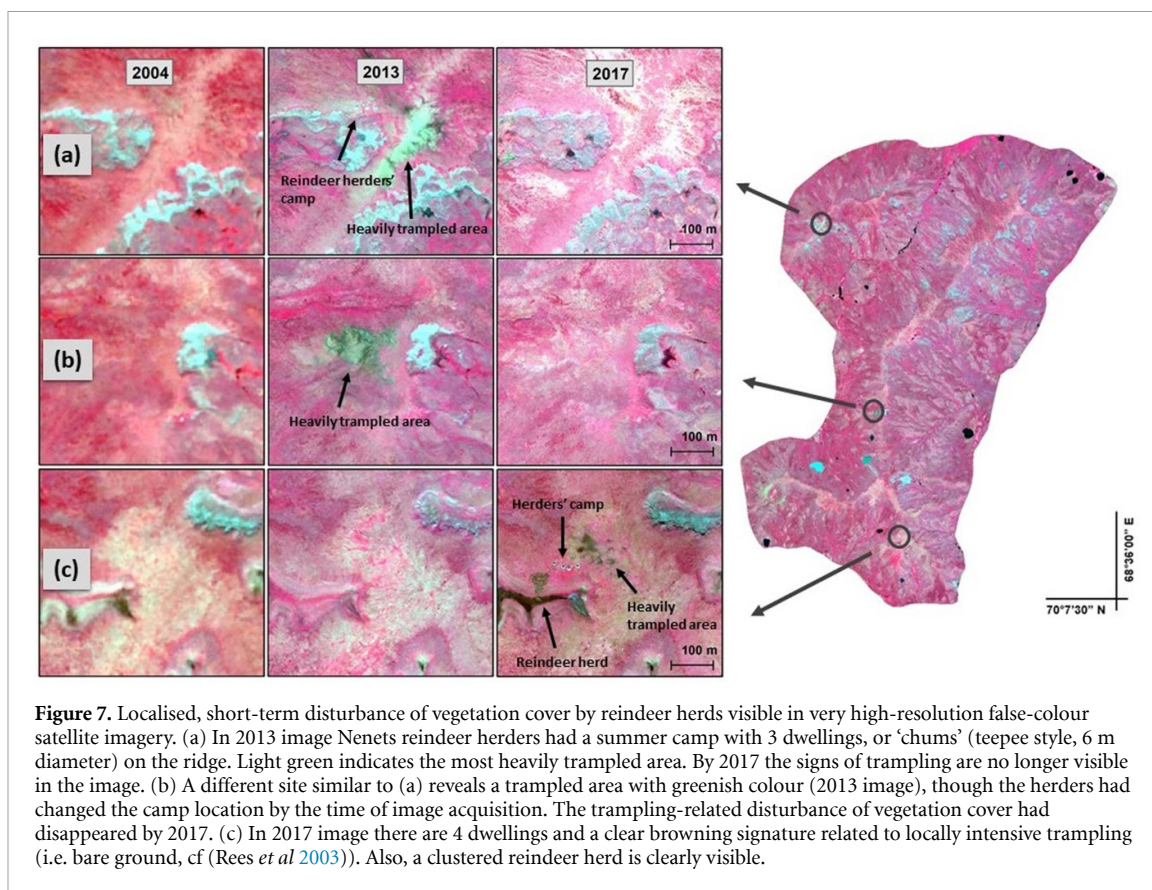 2004
2013
2017
(a)
Reindeer herders'
camp
Heavily trampled area
100 m
(b)
Heavily trampled area
100 m
(c)
Herders' camp
Heavily
trampled area
Reindeer herd
100 m
68°36'00" E
70°7'30" N
Figure 7. Localised, short-term disturbance of vegetation cover by reindeer herds visible in very high-resolution false-colour
satellite imagery. (a) In 2013 image Nenets reindeer herders had a summer camp with 3 dwellings, or ‘chums’ (teepee style, 6 m
diameter) on the ridge. Light green indicates the most heavily trampled area. By 2017 the signs of trampling are no longer visible
in the image. (b) A different site similar to (a) reveals a trampled area with greenish colour (2013 image), though the herders had
changed the camp location by the time of image acquisition. The trampling-related disturbance of vegetation cover had
disappeared by 2017. (c) In 2017 image there are 4 dwellings and a clear browning signature related to locally intensive trampling
(i.e. bare ground, cf (Rees et al 2003)). Also, a clustered reindeer herd is clearly visible.